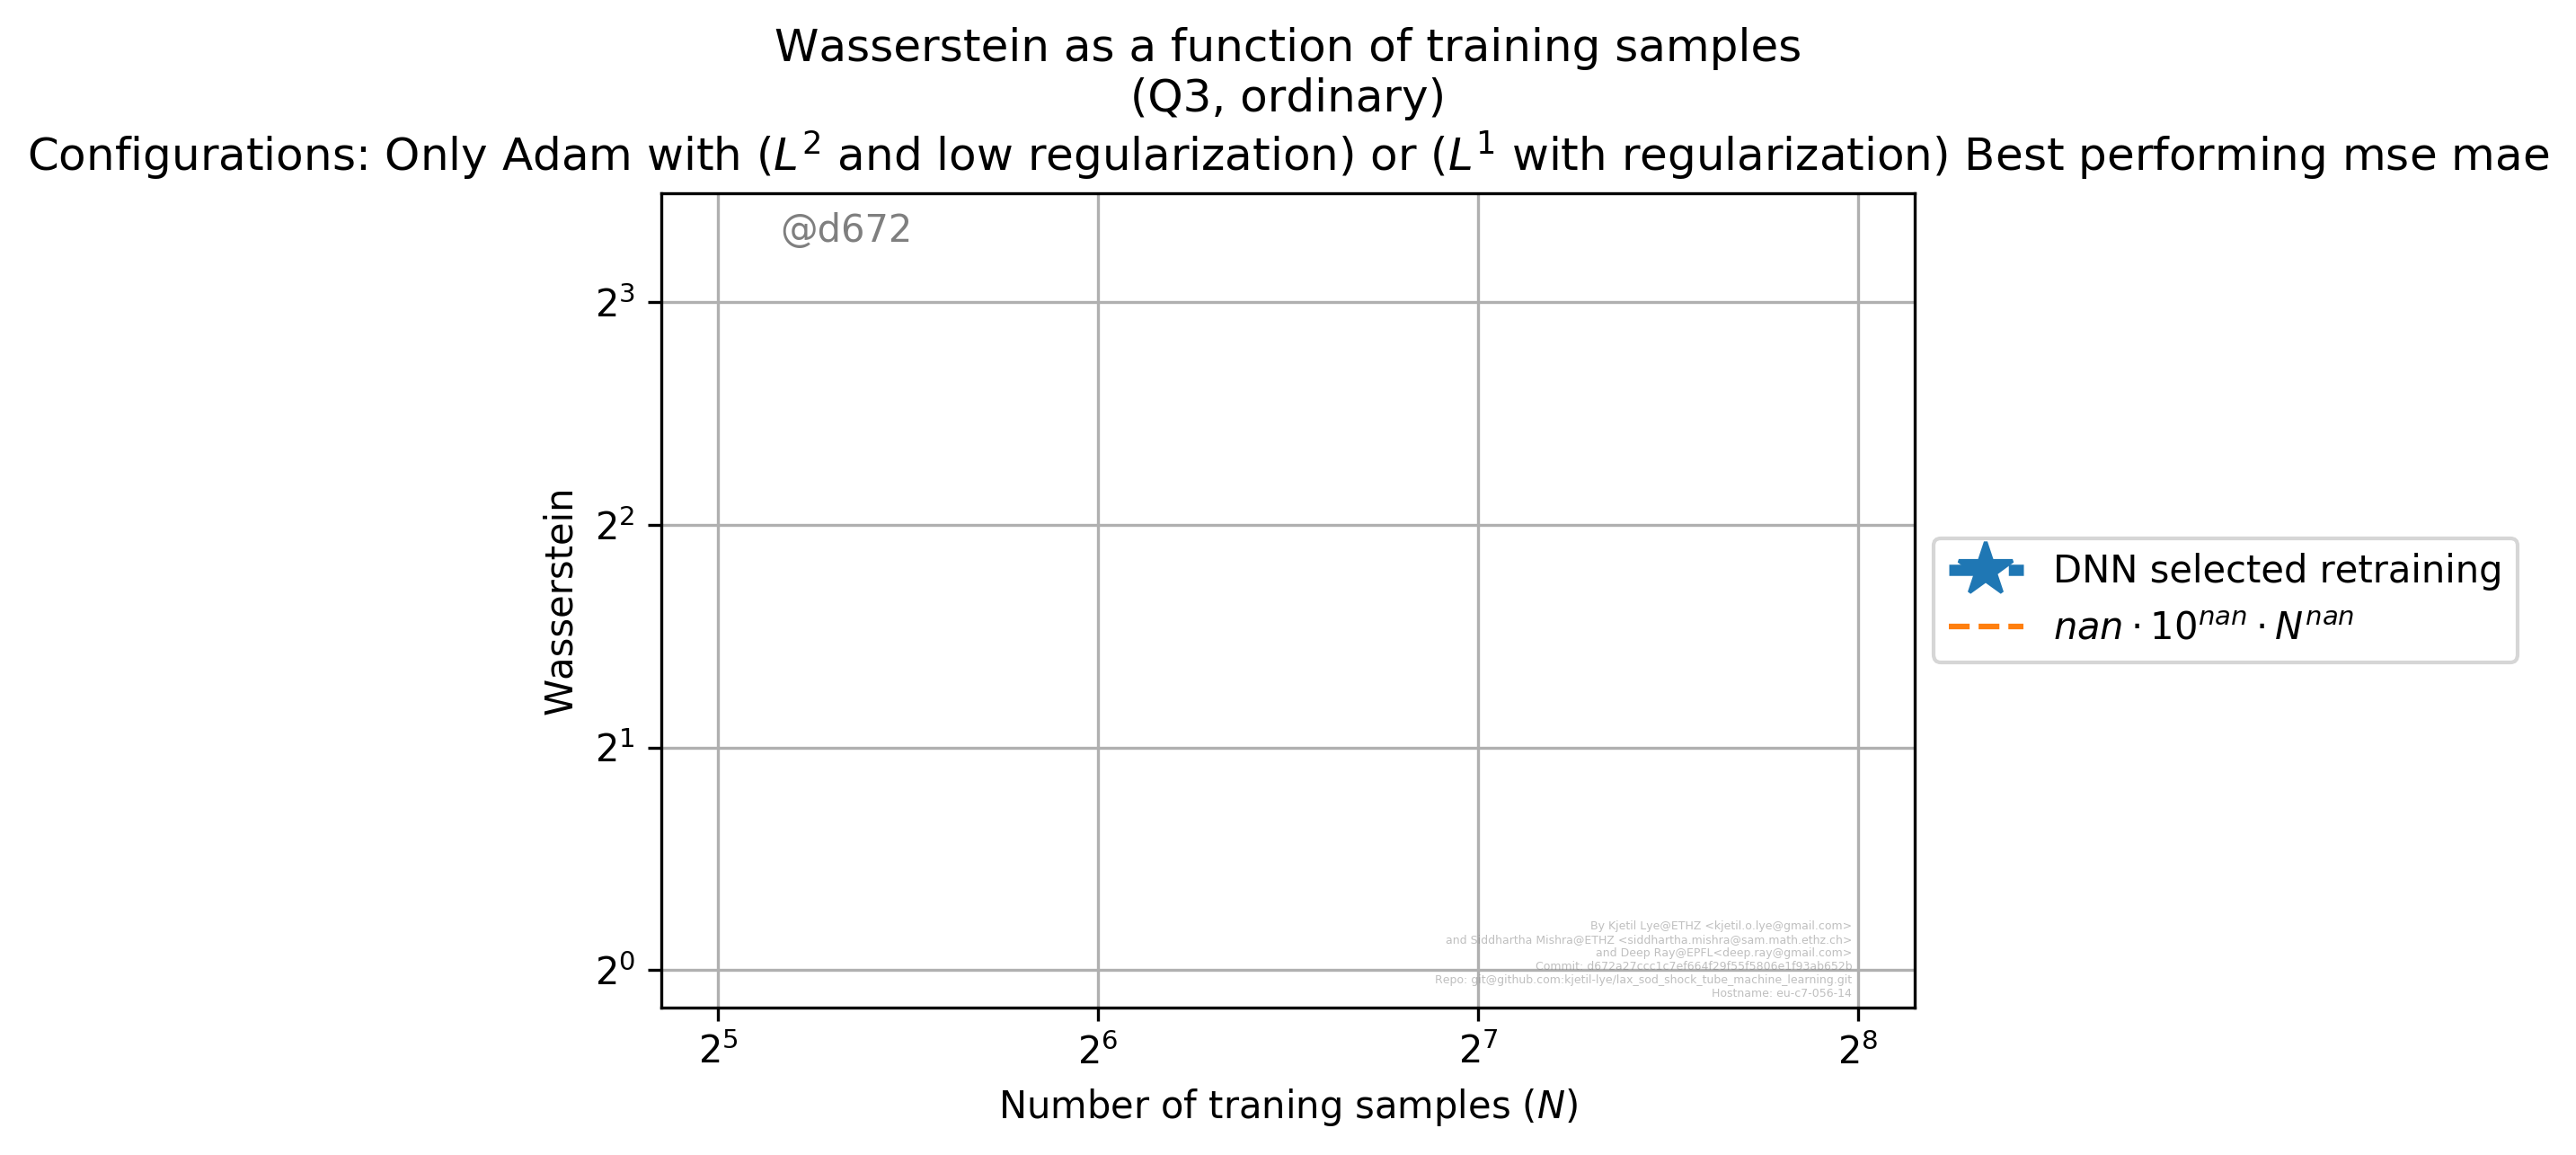 Wasserstein as a function of training samples
(Q3, ordinary)
Configurations: Only Adam with (L² and low regularization) or (L¹ with regularization) Best performing mse mae
@d672
2³
2²
2¹
2⁰
Wasserstein
DNN selected retraining
nan · 10ⁿᵃⁿ · Nⁿᵃⁿ
By Kjetil Lye@ETHZ <kjetil.o.lye@gmail.com>
and Siddhartha Mishra@ETHZ <siddhartha.mishra@sam.math.ethz.ch>
and Deep Ray@EPFL<deep.ray@gmail.com>
Commit: d672a27ccc1c7ef664f29f55f5806e1f93ab652b
Repo: git@github.com:kjetil-lye/lax_sod_shock_tube_machine_learning.git
Hostname: eu-c7-056-14
2⁵ 2⁶ 2⁷ 2⁸
Number of traning samples (N)